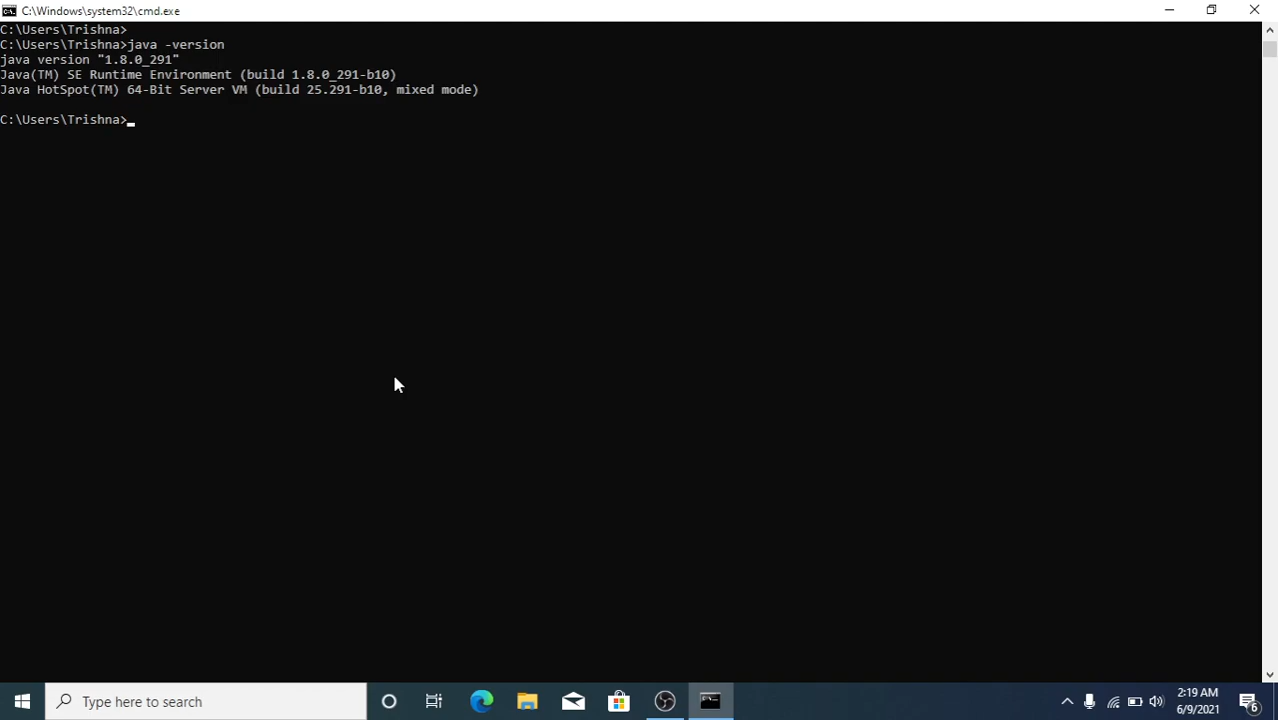 C:\Windows\system32\cmd.exe
C:\Users\Trishna>
C:\Users\Trishna>java -version
java version "1.8.0_291"
Java(TM) SE Runtime Environment (build 1.8.0_291-b10)
Java HotSpot(TM) 64-Bit Server VM (build 25.291-b10, mixed mode)
C:\Users\Trishna>
Type here to search
2:19 AM
6/9/2021
6